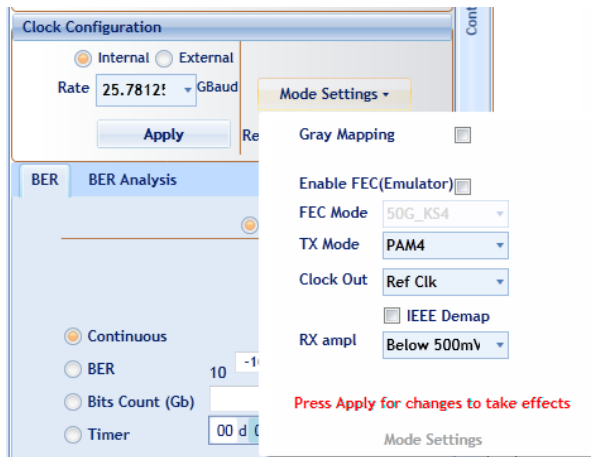 Clock Configuration
Cont
Internal External
Rate 25.7812! GBaud
Mode Settings
Apply
Re
Gray Mapping
BER BER Analysis
Enable FEC(Emulator)
FEC Mode 50G_KS4
TX Mode PAM4
Clock Out Ref Clk
IEEE Demap
RX ampl Below 500mV
Continuous
BER 10 -1
Bits Count (Gb)
Timer 00 d 0
Press Apply for changes to take effects
Mode Settings